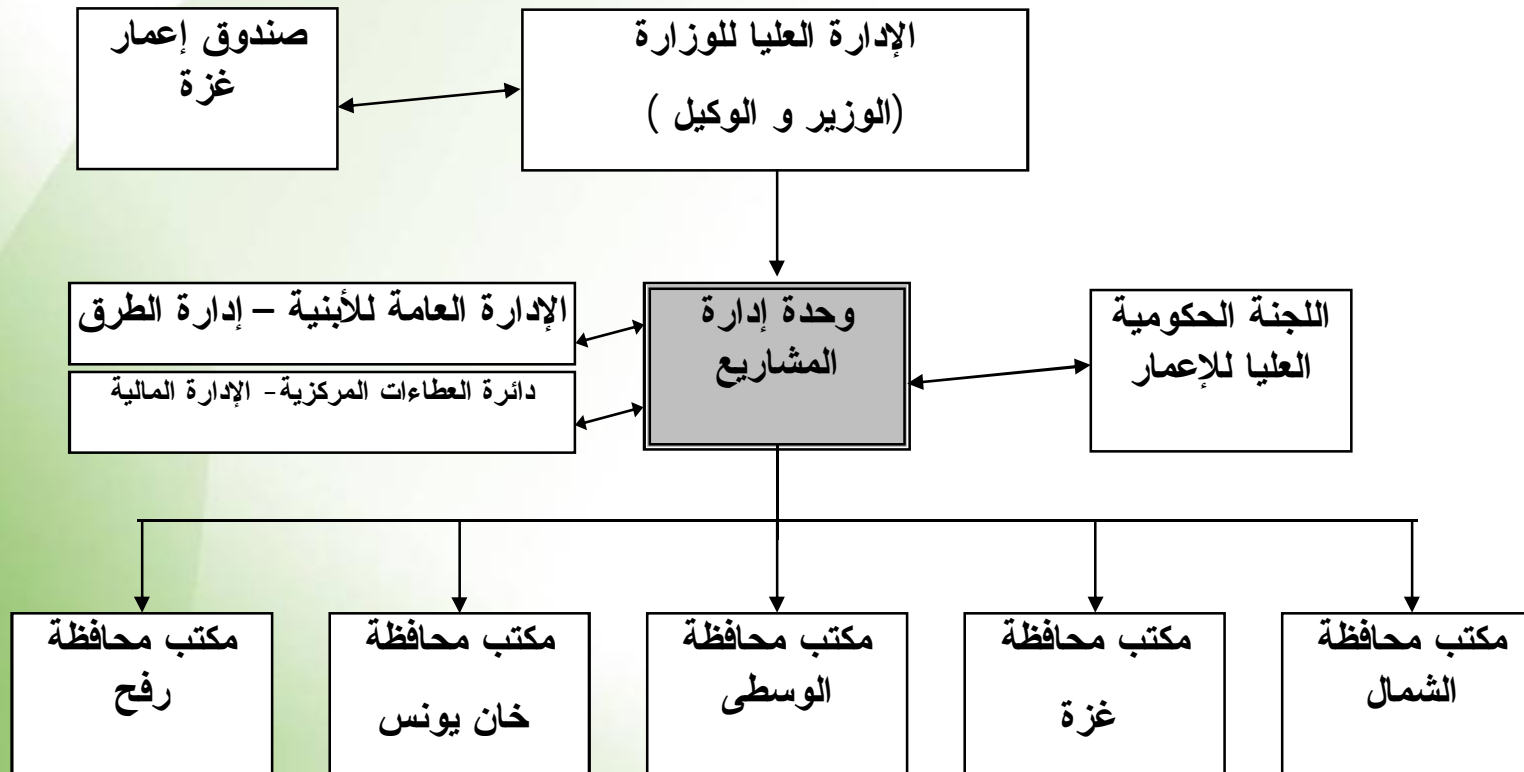 الإدارة العليا للوزارة
(الوزير و الوكيل )
صندوق إعمار
غزة
اللجنة الحكومية
العليا للإعمار
وحدة إدارة
المشاريع
الإدارة العامة للأبنية – إدارة الطرق
دائرة العطاءات المركزية- الإدارة المالية
مكتب محافظة
الشمال
مكتب محافظة
غزة
مكتب محافظة
الوسطى
مكتب محافظة
خان يونس
مكتب محافظة
رفح